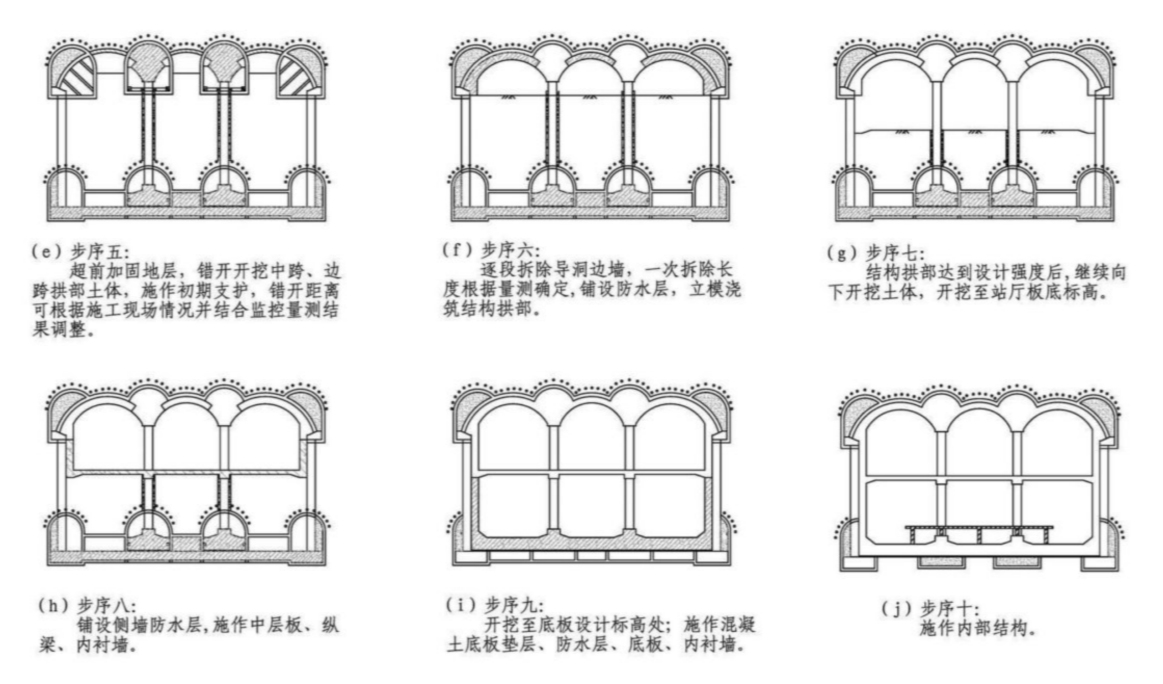 (e)步序五:
超前加固地层，错开开挖中跨、边
跨拱部土体，施作初期支护，错开距离
可根据施工现场情况并结合监控量测结
果调整。
(f)步序六:
逐段拆除导洞边墙，一次拆除长
度根据量测确定,铺设防水层，立模浇
筑结构拱部。
(g)步序七:
结构拱部达到设计强度后,继续向
下开挖土体，开挖至站厅板底标高。
(h)步序八:
铺设侧墙防水层,施作中层板、纵
梁、内衬墙。
(i)步序九:
开挖至底板设计标高处；施作混凝
土底板垫层、防水层、底板、内衬墙。
(j)步序十:
施作内部结构。